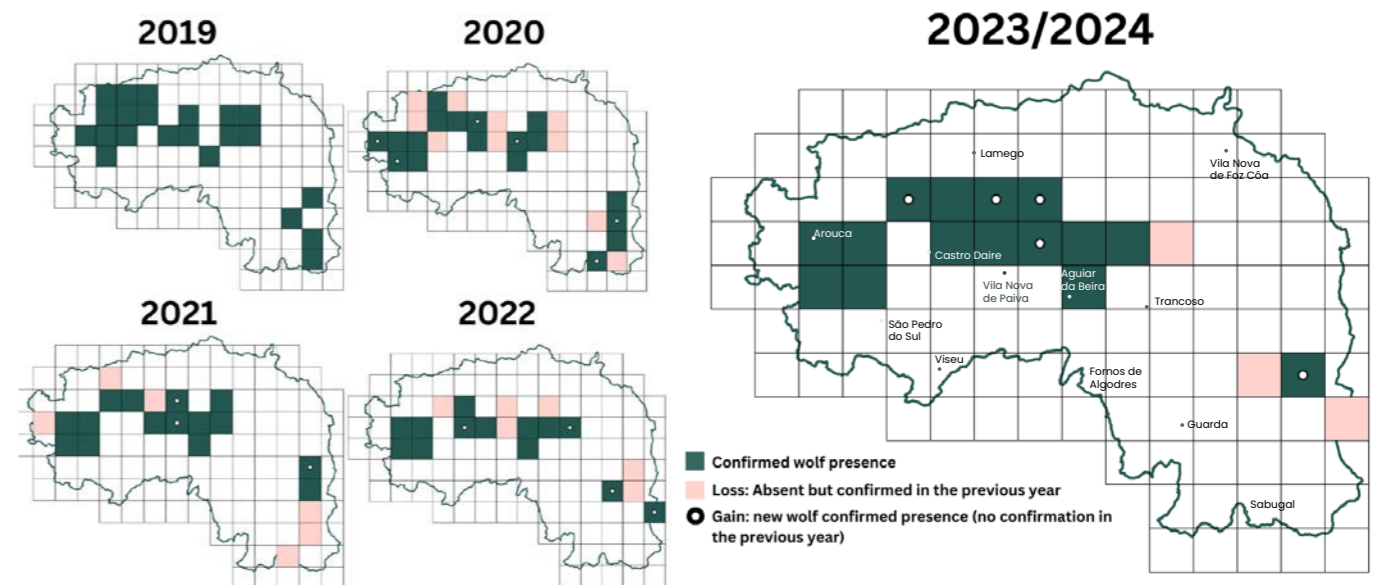 2019
2020
2023/2024
Lamego
Vila Nova
de Foz Côa
Arouca
Castro Daire
Vila Nova
de Paiva
Aguiar
da Beira
Trancoso
São Pedro
do Sul
Viseu
Fornos de
Algodres
Guarda
Sabugal
2021
2022
Confirmed wolf presence
Loss: Absent but confirmed in the previous year
Gain: new wolf confirmed presence (no confirmation in
the previous year)